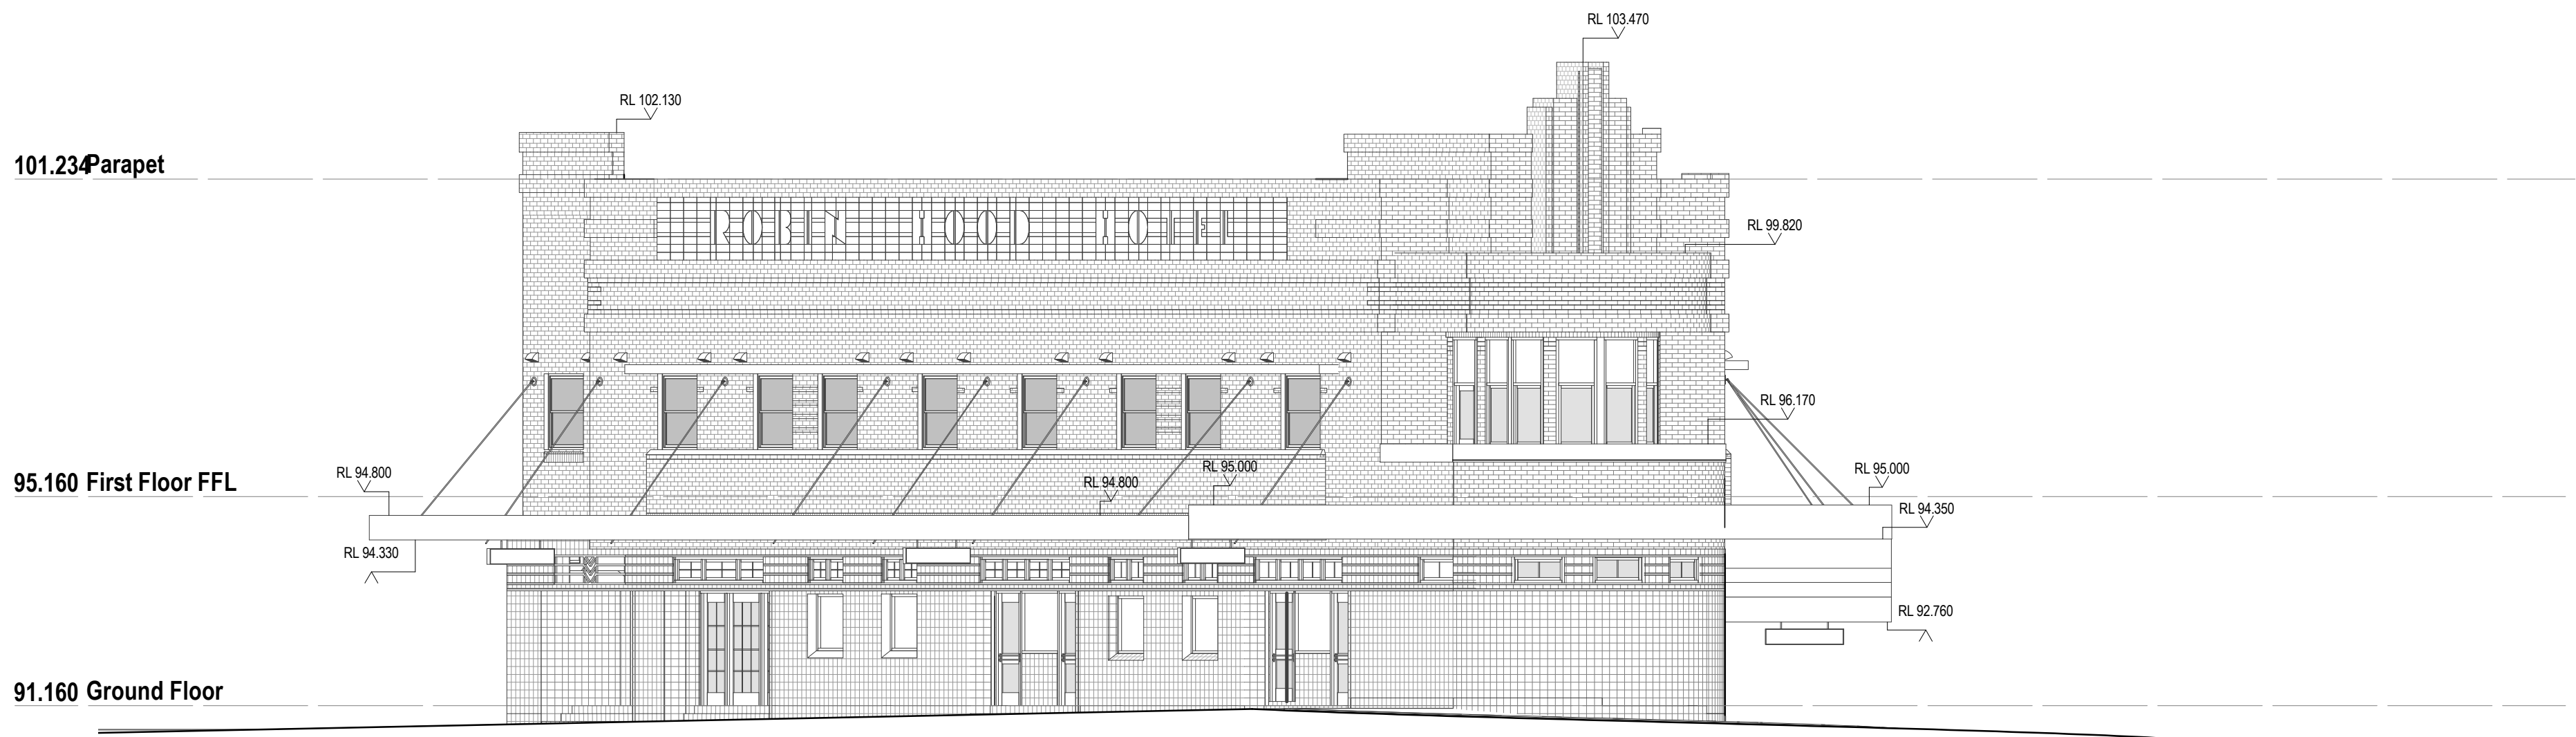 RL 103.470
RL 102.130
101.234 Parapet
ROBIN HOOD HOTEL
RL 99.820
RL 96.170
95.160 First Floor FFL
RL 94.800
RL 94.800
RL 95.000
RL 95.000
RL 94.350
RL 94.330
RL 92.760
91.160 Ground Floor